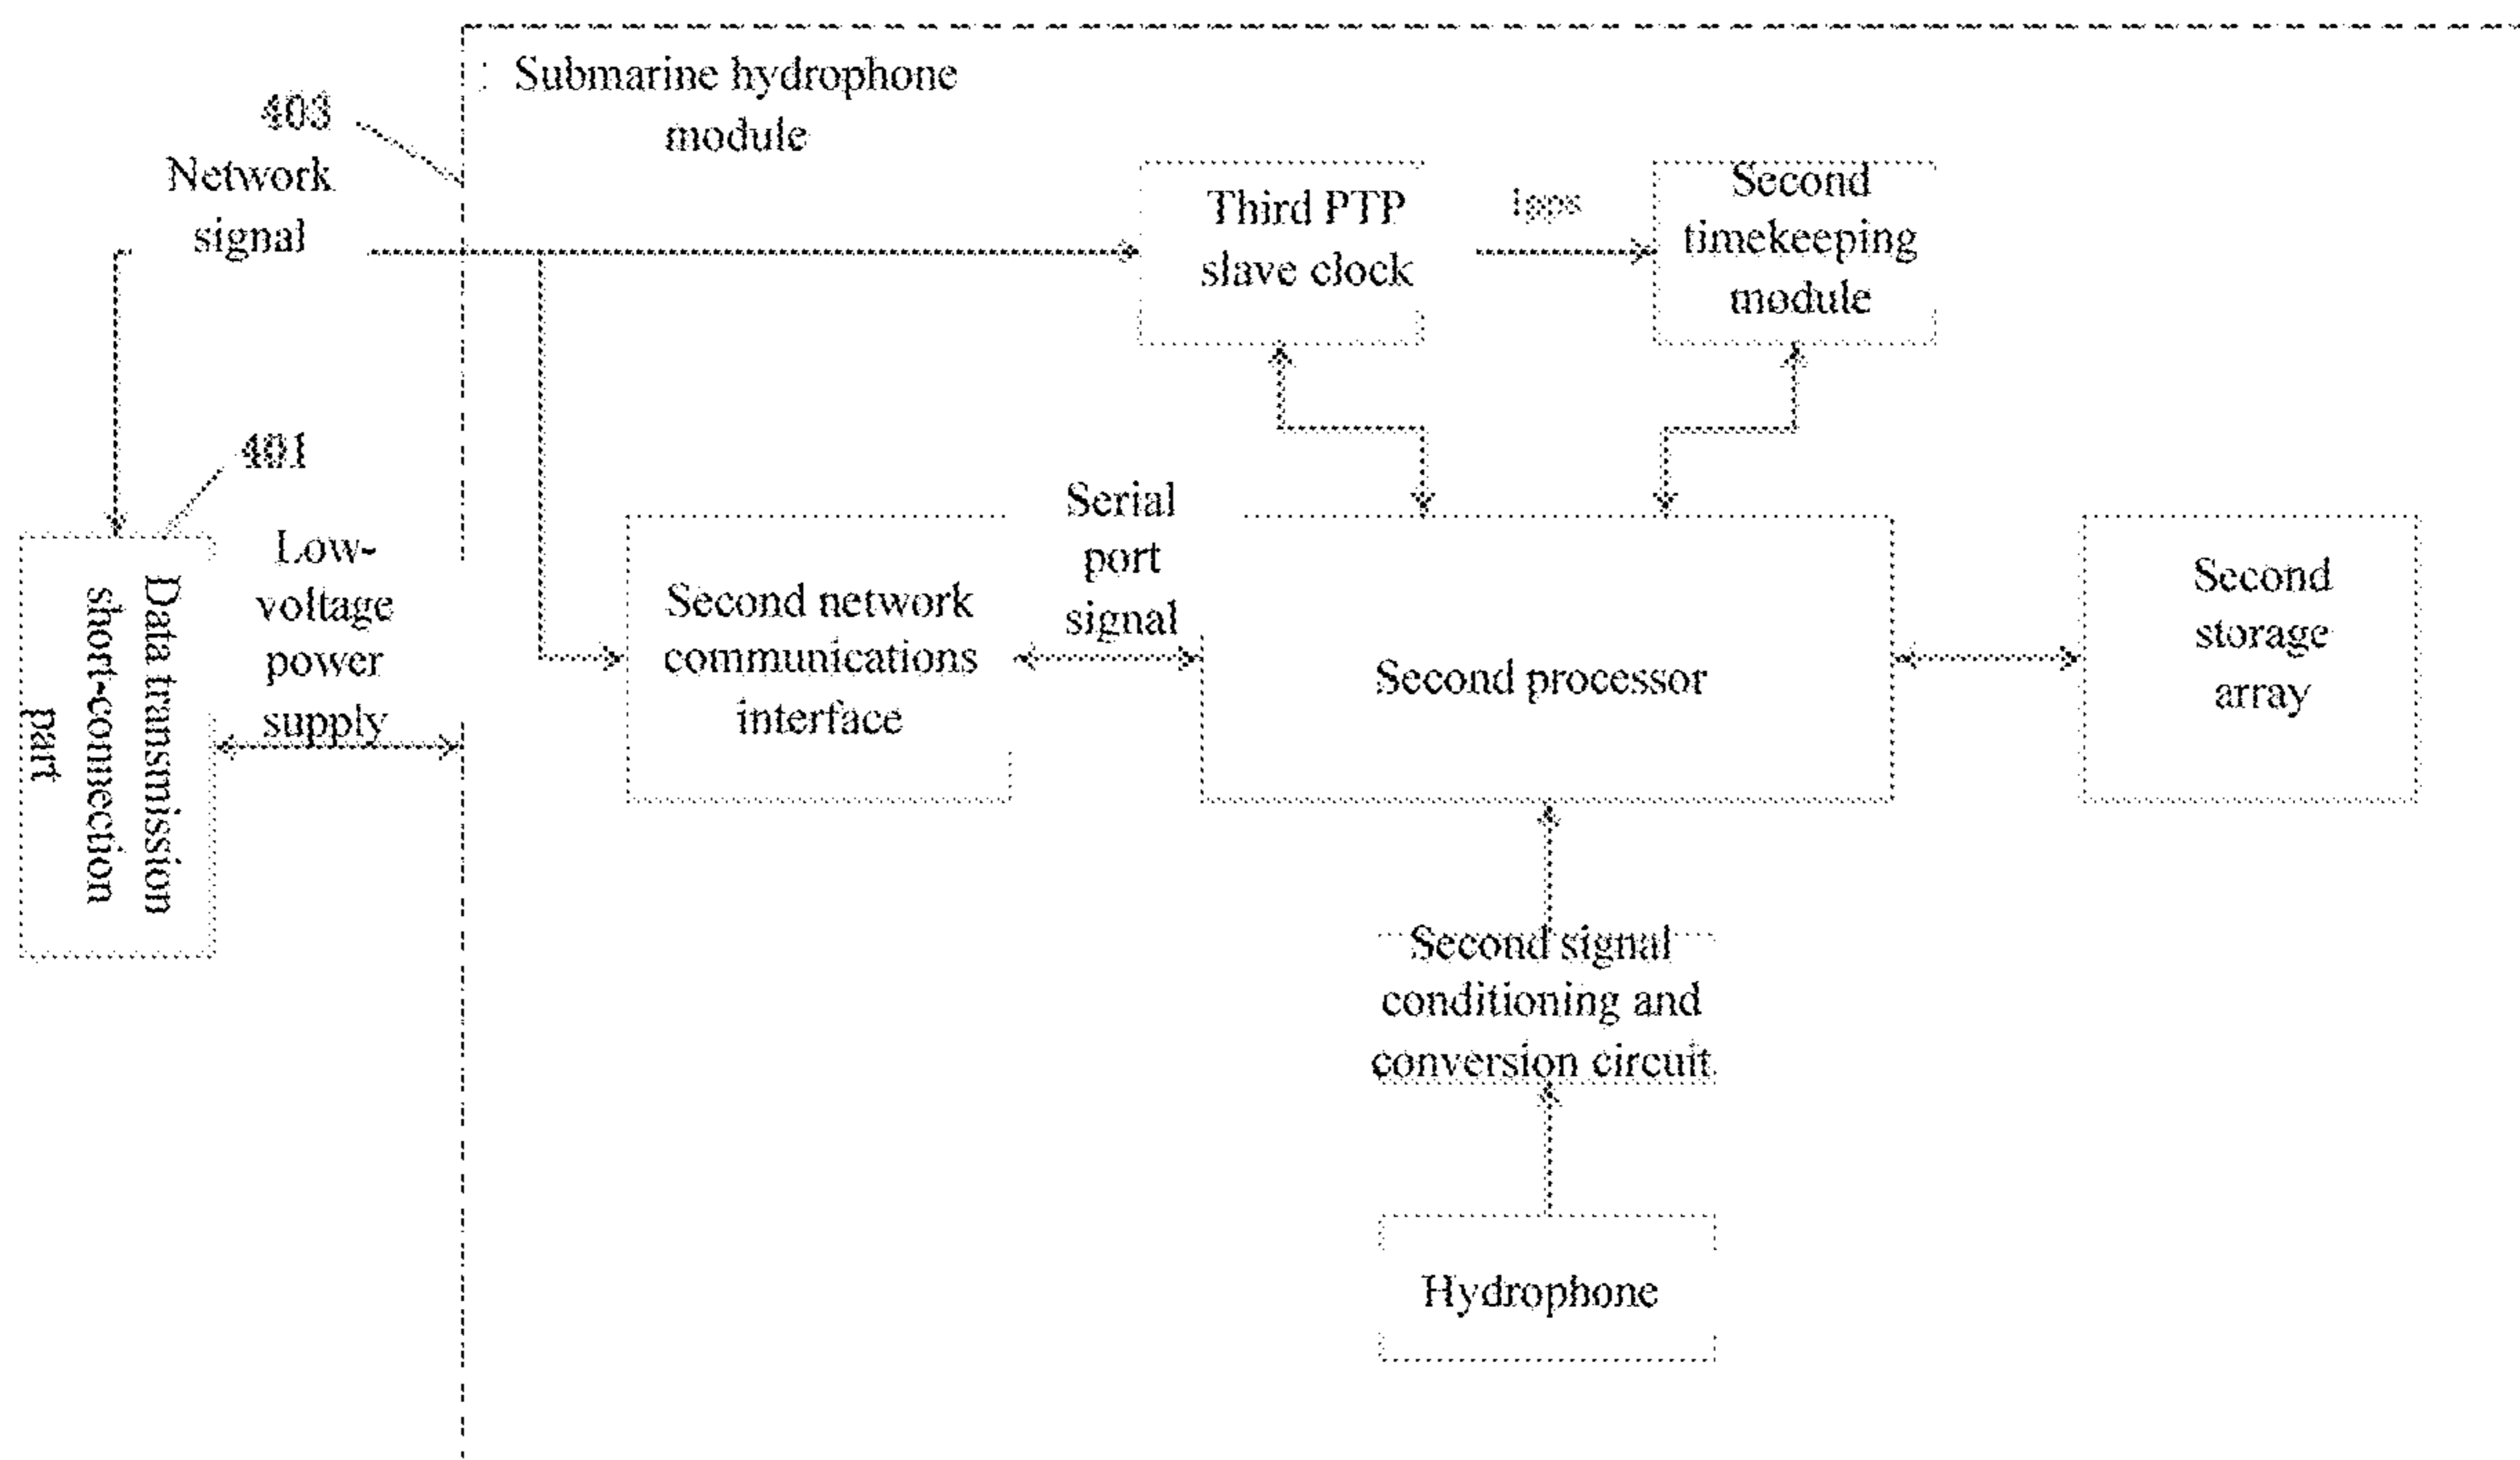 Submarine hydrophone
module
403
Network
signal
Third PTP
slave clock
1pps
Second
timekeeping
module
401
Low-
voltage
power
supply
Data transmission
short-connection
part
Second network
communications
interface
Serial
port
signal
Second processor
Second
storage
array
Second signal
conditioning and
conversion circuit
Hydrophone